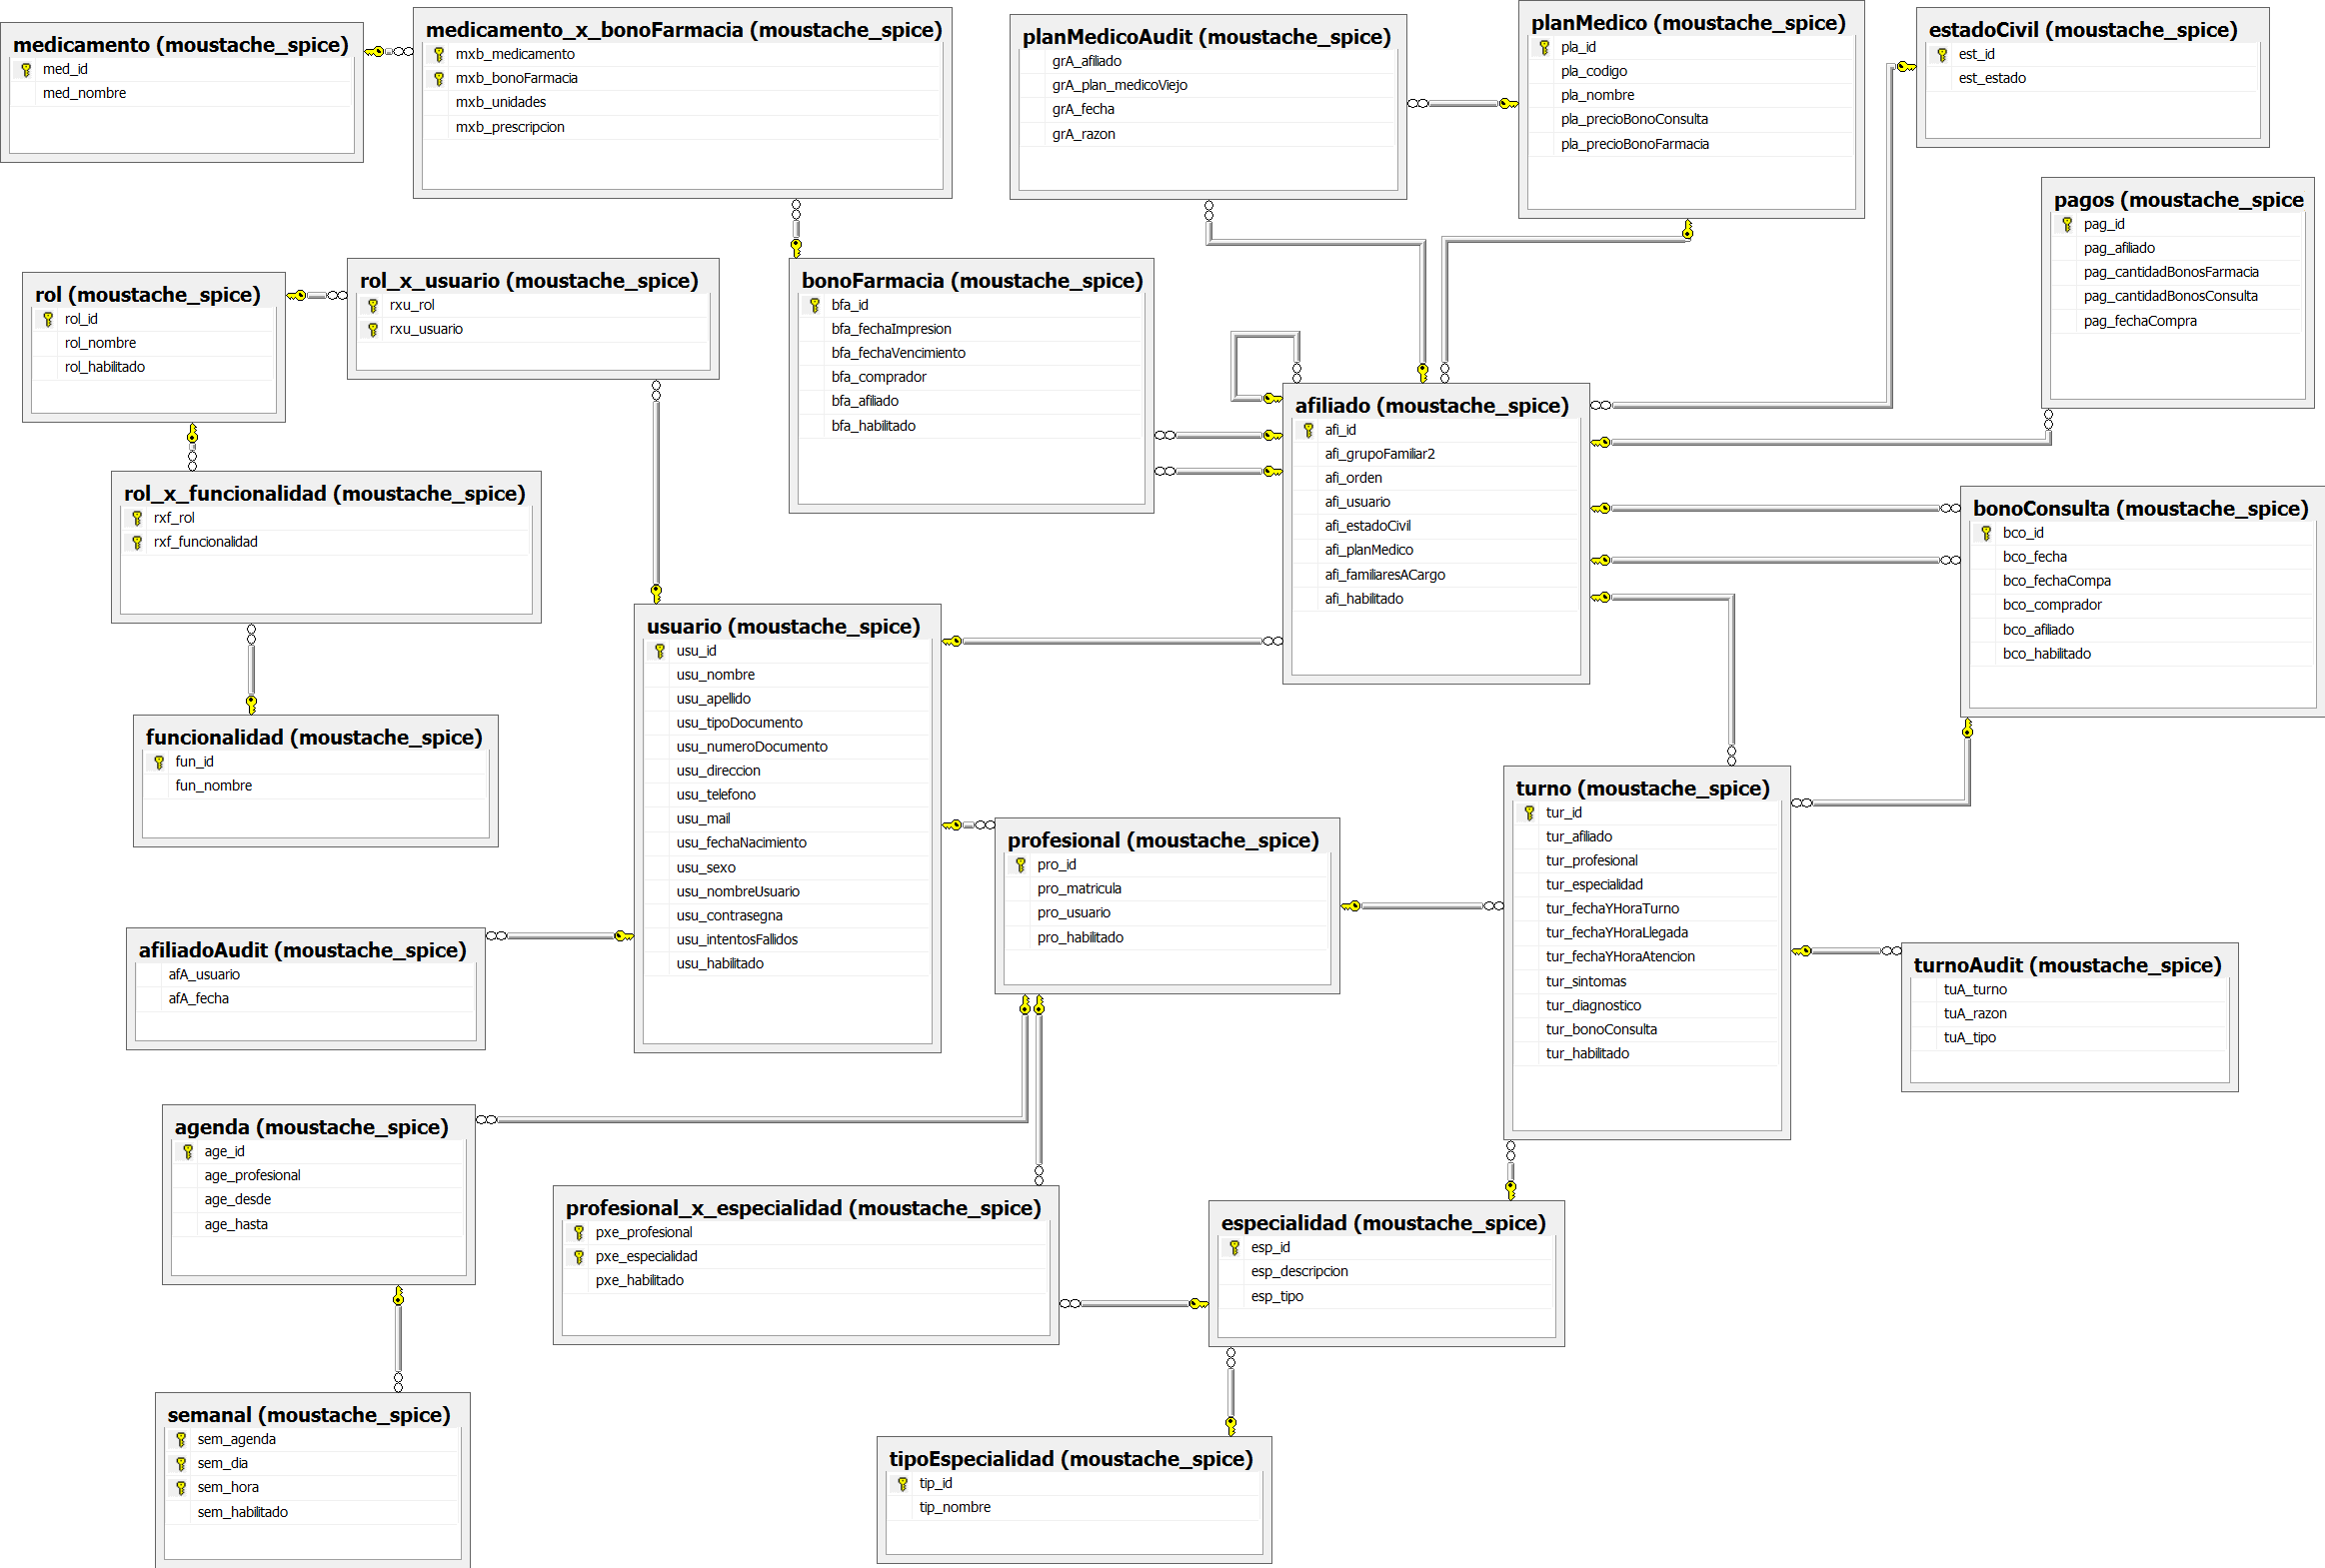 medicamento (moustache_spice)
med_id
med_nombre
medicamento_x_bonoFarmacia (moustache_spice)
mxb_medicamento
mxb_bonoFarmacia
mxb_unidades
mxb_prescripcion
planMedicoAudit (moustache_spice)
grA_afiliado
grA_plan_medicoViejo
grA_fecha
grA_razon
planMedico (moustache_spice)
pla_id
pla_codigo
pla_nombre
pla_precioBonoConsulta
pla_precioBonoFarmacia
estadoCivil (moustache_spice)
est_id
est_estado
pagos (moustache_spice
pag_id
pag_afiliado
pag_cantidadBonosFarmacia
pag_cantidadBonosConsulta
pag_fechaCompra
rol (moustache_spice)
rol_id
rol_nombre
rol_habilitado
rol_x_usuario (moustache_spice)
rxu_rol
rxu_usuario
bonoFarmacia (moustache_spice)
bfa_id
bfa_fechaImpresion
bfa_fechaVencimiento
bfa_comprador
bfa_afiliado
bfa_habilitado
afiliado (moustache_spice)
afi_id
afi_grupoFamiliar2
afi_orden
afi_usuario
afi_estadoCivil
afi_planMedico
afi_familiaresACargo
afi_habilitado
rol_x_funcionalidad (moustache_spice)
rxf_rol
rxf_funcionalidad
bonoConsulta (moustache_spice)
bco_id
bco_fecha
bco_fechaCompa
bco_comprador
bco_afiliado
bco_habilitado
usuario (moustache_spice)
usu_id
usu_nombre
usu_apellido
usu_tipoDocumento
usu_numeroDocumento
usu_direccion
usu_telefono
usu_mail
usu_fechaNacimiento
usu_sexo
usu_nombreUsuario
usu_contrasegna
usu_intentosFallidos
usu_habilitado
funcionalidad (moustache_spice)
fun_id
fun_nombre
profesional (moustache_spice)
pro_id
pro_matricula
pro_usuario
pro_habilitado
turno (moustache_spice)
tur_id
tur_afiliado
tur_profesional
tur_especialidad
tur_fechaYHoraTurno
tur_fechaYHoraLlegada
tur_fechaYHoraAtencion
tur_sintomas
tur_diagnostico
tur_bonoConsulta
tur_habilitado
afiliadoAudit (moustache_spice)
afA_usuario
afA_fecha
turnoAudit (moustache_spice)
tuA_turno
tuA_razon
tuA_tipo
agenda (moustache_spice)
age_id
age_profesional
age_desde
age_hasta
profesional_x_especialidad (moustache_spice)
pxe_profesional
pxe_especialidad
pxe_habilitado
especialidad (moustache_spice)
esp_id
esp_descripcion
esp_tipo
semanal (moustache_spice)
sem_agenda
sem_dia
sem_hora
sem_habilitado
tipoEspecialidad (moustache_spice)
tip_id
tip_nombre